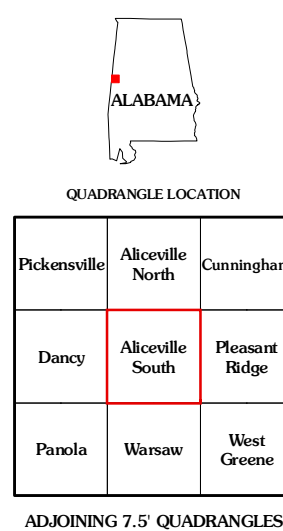 ALABAMA
QUADRANGLE LOCATION
Pickensville
Aliceville
North
Cunningham
Dancy
Aliceville
South
Pleasant
Ridge
Panola
Warsaw
West
Greene
ADJOINING 7.5' QUADRANGLES